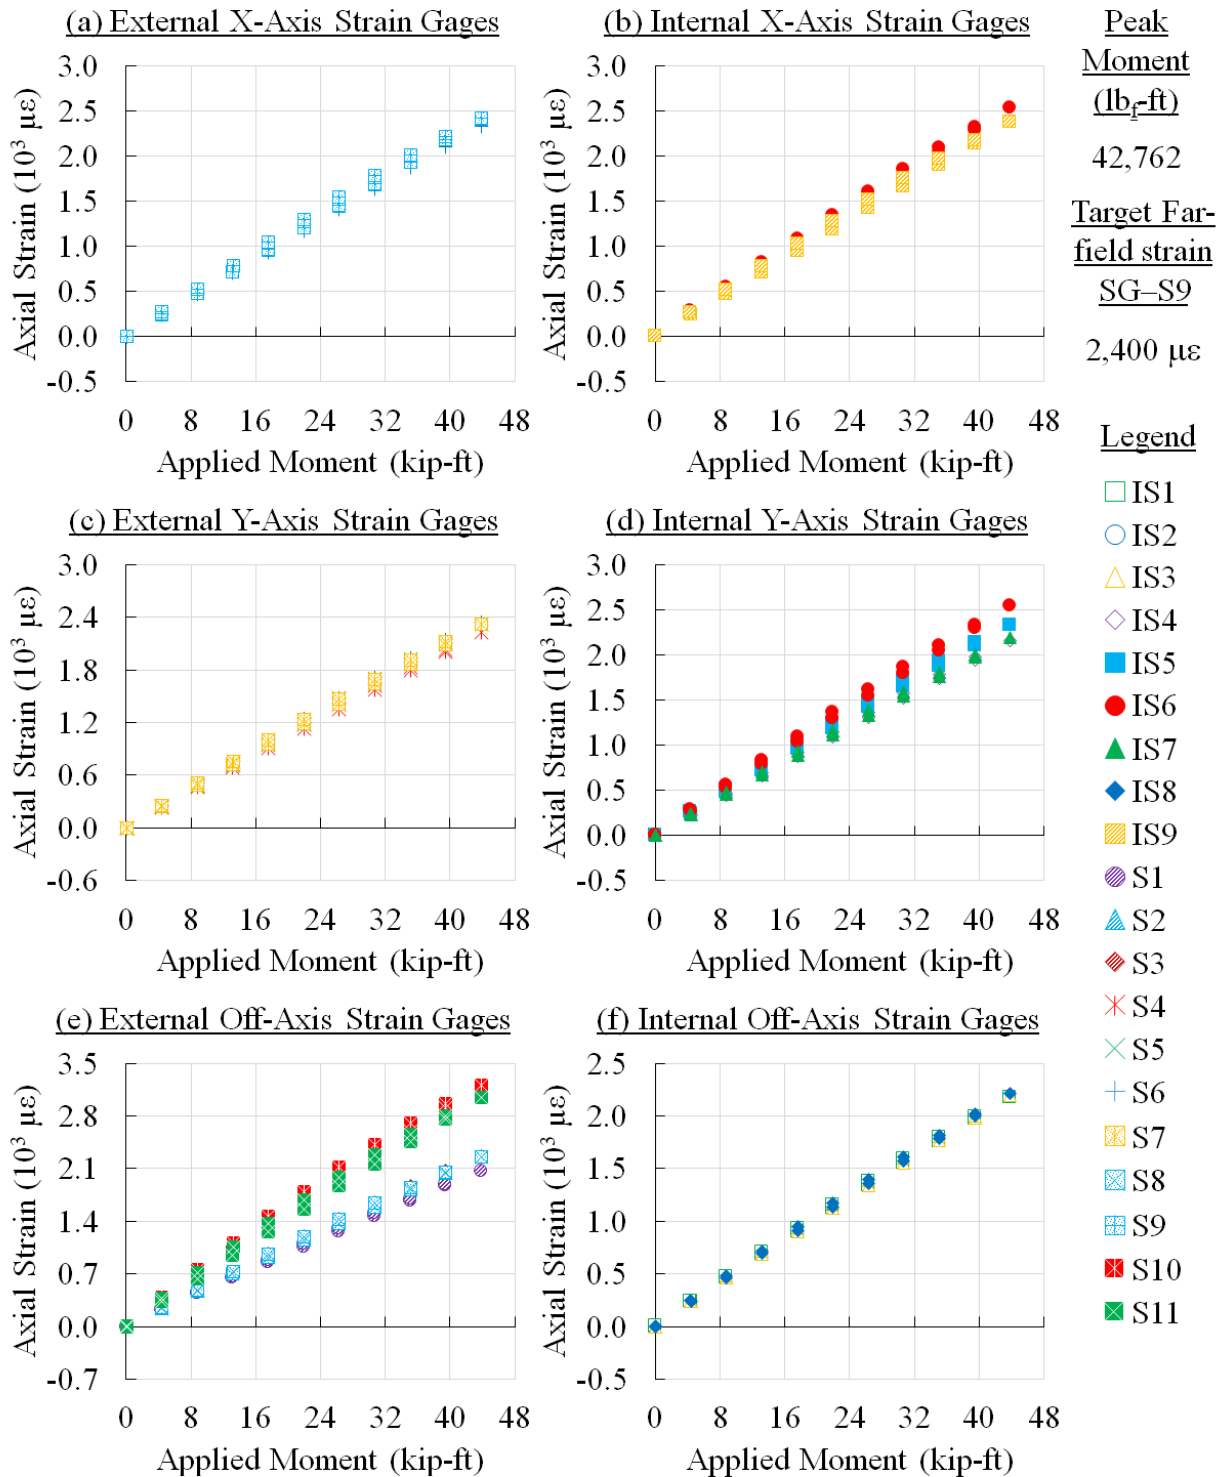 (a) External X-Axis Strain Gages
3.0
2.5
2.0
1.5
1.0
0.5
0.0
-0.5
Axial Strain (10³ µε)
0 8 16 24 32 40 48
Applied Moment (kip-ft)
(b) Internal X-Axis Strain Gages
3.0
2.5
2.0
1.5
1.0
0.5
0.0
-0.5
Axial Strain (10³ µε)
0 8 16 24 32 40 48
Applied Moment (kip-ft)
Peak
Moment
(lbf-ft)
42,762
Target Far-
field strain
SG–S9
2,400 µε
(c) External Y-Axis Strain Gages
3.0
2.4
1.8
1.2
0.6
0.0
-0.6
Axial Strain (10³ µε)
0 8 16 24 32 40 48
Applied Moment (kip-ft)
(d) Internal Y-Axis Strain Gages
3.0
2.5
2.0
1.5
1.0
0.5
0.0
-0.5
Axial Strain (10³ µε)
0 8 16 24 32 40 48
Applied Moment (kip-ft)
(e) External Off-Axis Strain Gages
3.5
2.8
2.1
1.4
0.7
0.0
-0.7
Axial Strain (10³ µε)
0 8 16 24 32 40 48
Applied Moment (kip-ft)
(f) Internal Off-Axis Strain Gages
2.5
2.0
1.5
1.0
0.5
0.0
-0.5
Axial Strain (10³ µε)
0 8 16 24 32 40 48
Applied Moment (kip-ft)
Legend
IS1
IS2
IS3
IS4
IS5
IS6
IS7
IS8
IS9
S1
S2
S3
S4
S5
S6
S7
S8
S9
S10
S11